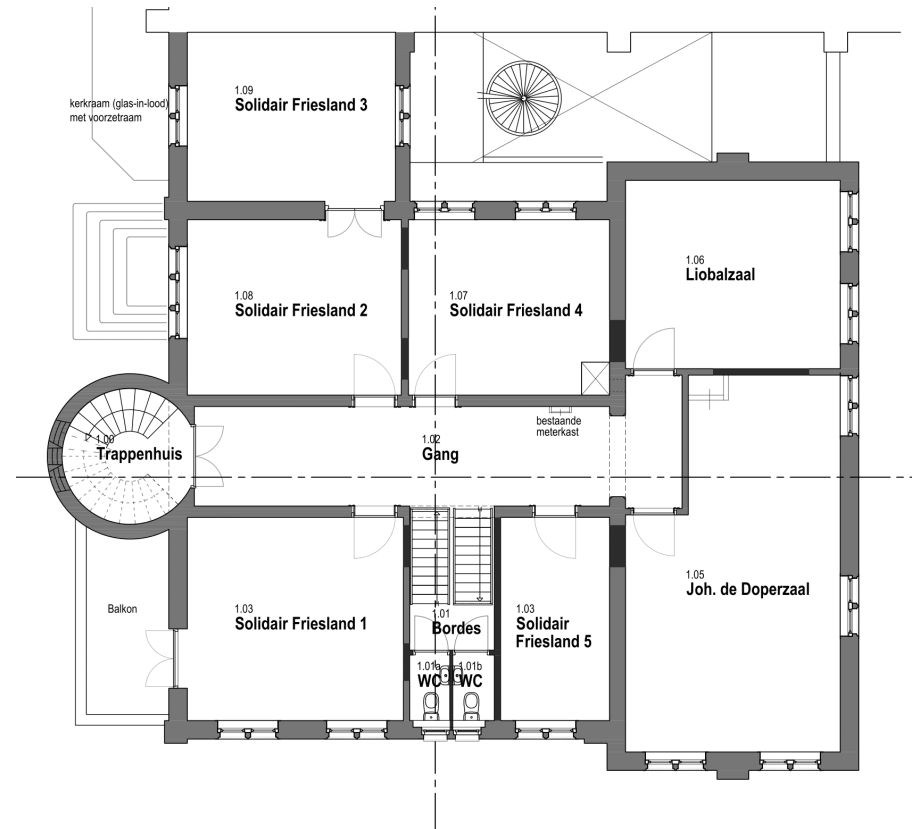 1.09
Solidair Friesland 3
kerkraam (glas-in-lood)
met voorzetraam
1.06
Liobalzaal
1.08
Solidair Friesland 2
1.07
Solidair Friesland 4
bestaande
meterkast
1.00
Trappenhuis
1.02
Gang
1.05
Joh. de Doperzaal
Balkon
1.03
Solidair Friesland 1
1.01
Bordes
1.03
Solidair
Friesland 5
1.01a
WC
1.01b
WC